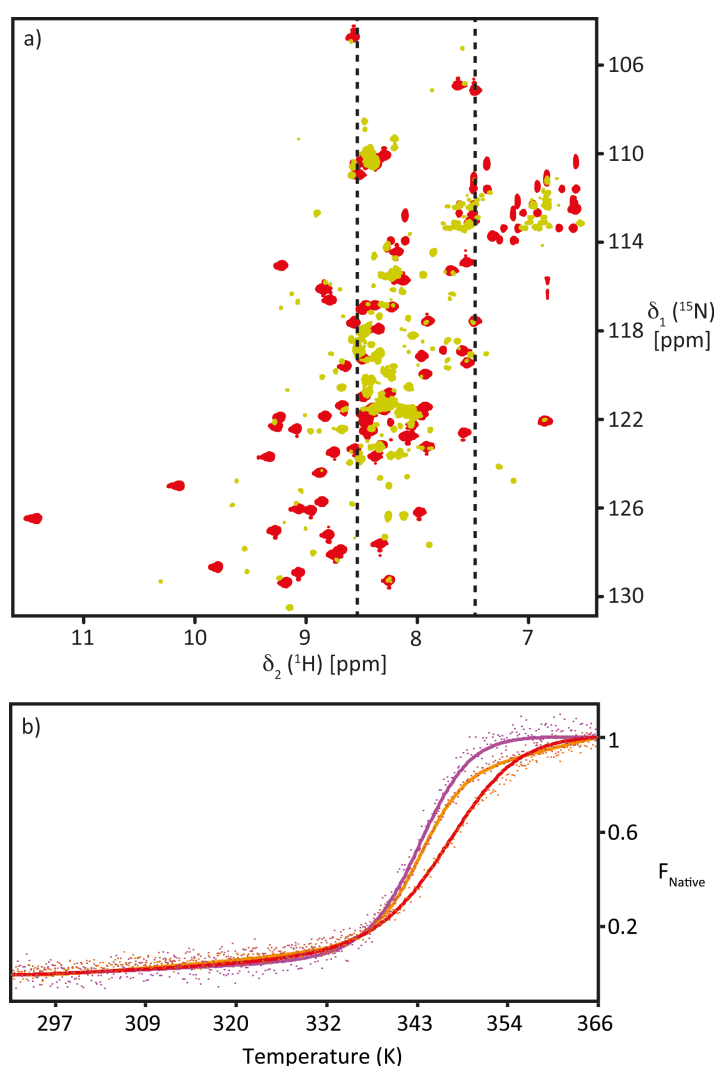 a)
106
110
114
118
122
126
130
δ₁ (¹⁵N)
[ppm]
11 10 9 8 7
δ₂ (¹H) [ppm]
b)
1
0.6
0.2
F_Native
297 309 320 332 343 354 366
Temperature (K)